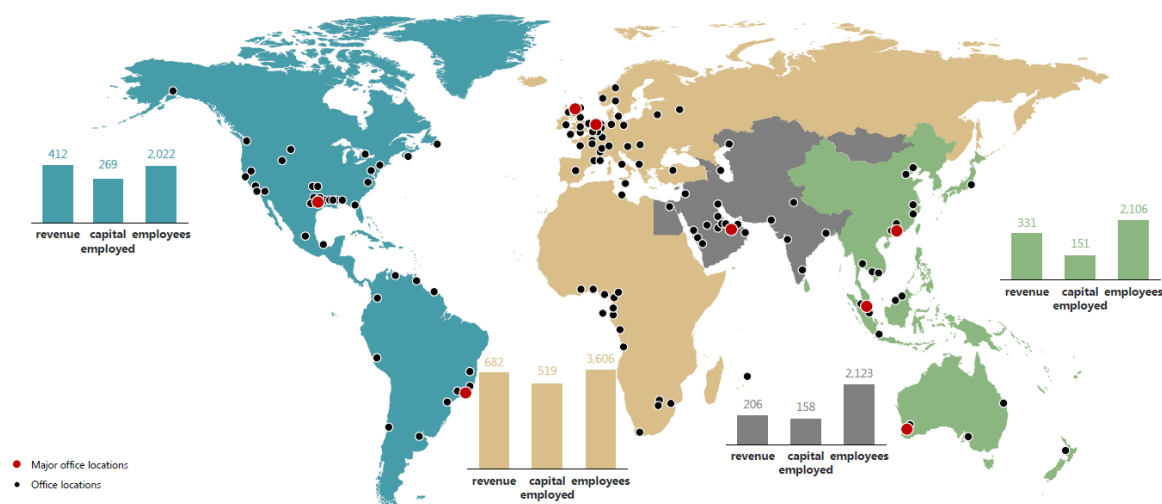 412
269
2,022
revenue
capital
employees
employed
682
519
3,606
revenue
capital
employees
employed
206
158
2,123
revenue
capital
employees
employed
331
151
2,106
revenue
capital
employees
employed
Major office locations
Office locations